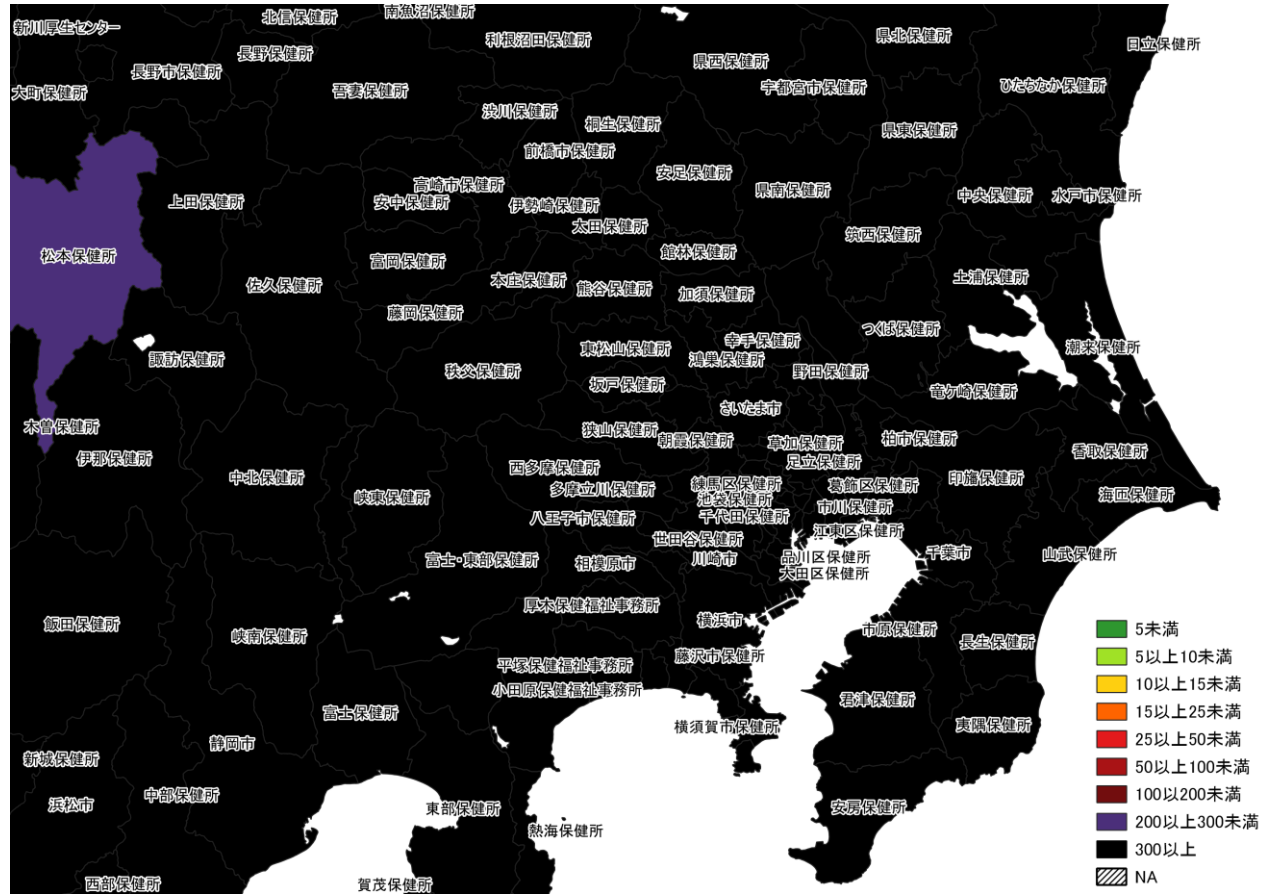 新川厚生センター
北信保健所
南魚沼保健所
利根沼田保健所
県北保健所
日立保健所
長野保健所
長野市保健所
県西保健所
宇都宮市保健所
ひたちなか保健所
大町保健所
吾妻保健所
渋川保健所
桐生保健所
県東保健所
前橋市保健所
安足保健所
高崎市保健所
県南保健所
上田保健所
安中保健所
伊勢崎保健所
中央保健所
水戸市保健所
太田保健所
筑西保健所
松本保健所
富岡保健所
館林保健所
佐久保健所
本庄保健所
熊谷保健所
加須保健所
土浦保健所
藤岡保健所
つくば保健所
諏訪保健所
東松山保健所
幸手保健所
鴻巣保健所
潮来保健所
秩父保健所
坂戸保健所
野田保健所
竜ケ崎保健所
さいたま市
木曽保健所
狭山保健所
朝霞保健所
草加保健所
柏市保健所
伊那保健所
足立保健所
香取保健所
中北保健所
西多摩保健所
練馬区保健所
葛飾区保健所
印旛保健所
峡東保健所
多摩立川保健所
池袋保健所
海匝保健所
八王子市保健所
千代田保健所
市川保健所
世田谷保健所
江東区保健所
富士・東部保健所
相模原市
川崎市
品川区保健所
千葉市
山武保健所
大田区保健所
厚木保健福祉事務所
飯田保健所
峡南保健所
横浜市
市原保健所
長生保健所
平塚保健福祉事務所
藤沢市保健所
小田原保健福祉事務所
君津保健所
富士保健所
横須賀市保健所
夷隅保健所
静岡市
新城保健所
中部保健所
浜松市
東部保健所
安房保健所
熱海保健所
西部保健所
賀茂保健所
5未満
5以上10未満
10以上15未満
15以上25未満
25以上50未満
50以上100未満
100以200未満
200以上300未満
300以上
NA